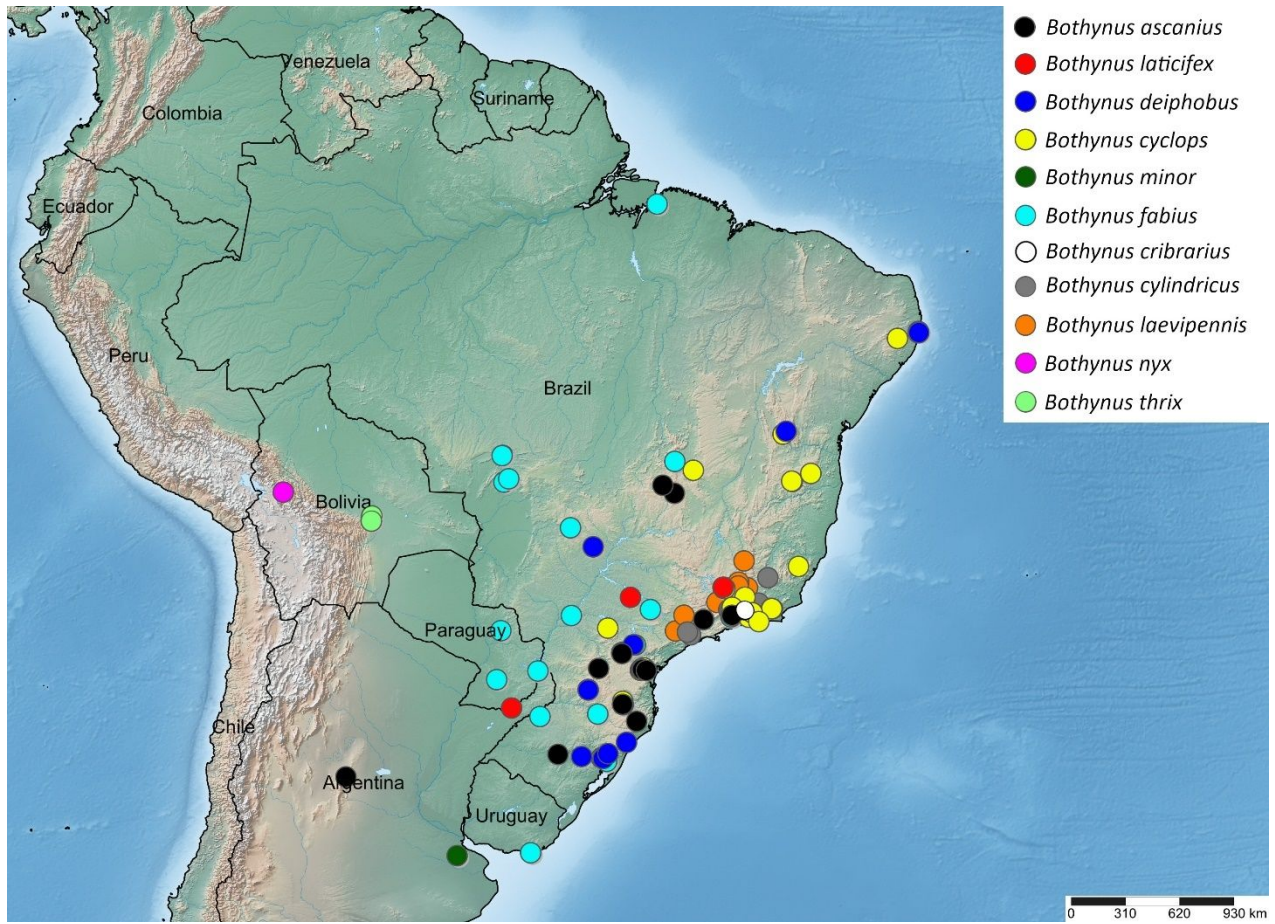 Venezuela
Suriname
Colombia
Ecuador
Peru
Brazil
Bolivia
Paraguay
Chile
Argentina
Uruguay
Bothynus ascanius
Bothynus laticifex
Bothynus deiphobus
Bothynus cyclops
Bothynus minor
Bothynus fabius
Bothynus cribrarius
Bothynus cylindricus
Bothynus laevipennis
Bothynus nyx
Bothynus thrix
0 310 620 930 km